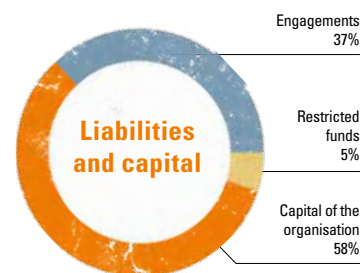 Engagements
37%
Liabilities
and capital
Restricted
funds
5%
Capital of the
organisation
58%